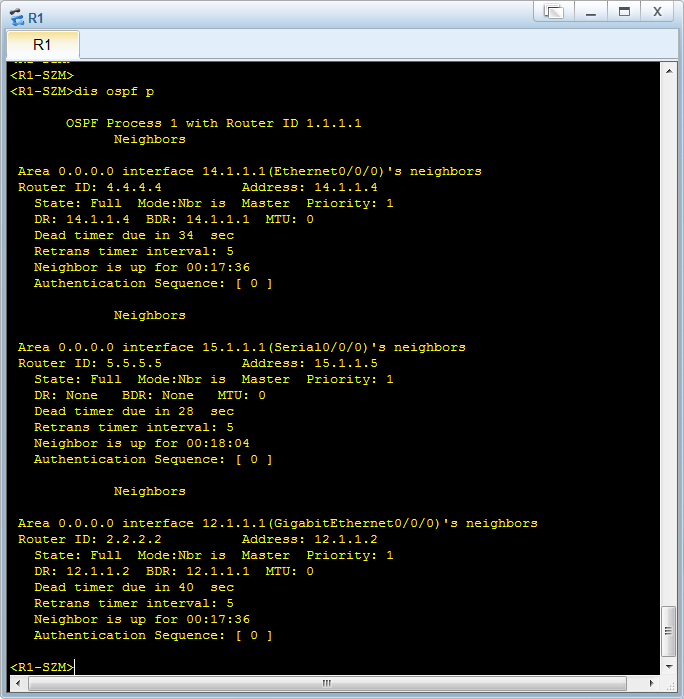 R1
R1
<R1-SZM>
<R1-SZM>dis ospf p
OSPF Process 1 with Router ID 1.1.1.1
Neighbors
Area 0.0.0.0 interface 14.1.1.1(Ethernet0/0/0)'s neighbors
Router ID: 4.4.4.4          Address: 14.1.1.4
State: Full  Mode:Nbr is  Master  Priority: 1
DR: 14.1.1.4  BDR: 14.1.1.1  MTU: 0
Dead timer due in 34  sec
Retrans timer interval: 5
Neighbor is up for 00:17:36
Authentication Sequence: [ 0 ]
Neighbors
Area 0.0.0.0 interface 15.1.1.1(Serial0/0/0)'s neighbors
Router ID: 5.5.5.5          Address: 15.1.1.5
State: Full  Mode:Nbr is  Master  Priority: 1
DR: None   BDR: None   MTU: 0
Dead timer due in 28  sec
Retrans timer interval: 5
Neighbor is up for 00:18:04
Authentication Sequence: [ 0 ]
Neighbors
Area 0.0.0.0 interface 12.1.1.1(GigabitEthernet0/0/0)'s neighbors
Router ID: 2.2.2.2          Address: 12.1.1.2
State: Full  Mode:Nbr is  Master  Priority: 1
DR: 12.1.1.2  BDR: 12.1.1.1  MTU: 0
Dead timer due in 40  sec
Retrans timer interval: 5
Neighbor is up for 00:17:36
Authentication Sequence: [ 0 ]
<R1-SZM>